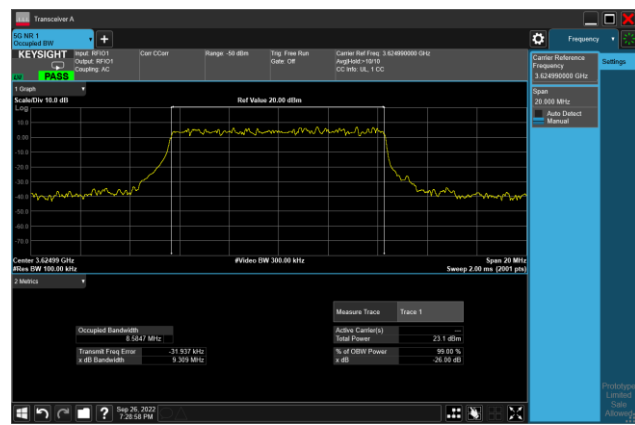 Transceiver A
5G NR 1
Occupied BW
Frequency
KEYSIGHT
Input: RFIO1
Output: RFIO1
Coupling: AC
Corr CCorr
Range: -50 dBm
Trig: Free Run
Gate: Off
Carrier Ref Freq: 3.624990000 GHz
Avg|Hold:>10/10
CC Info: UL, 1 CC
PASS
Carrier Reference
Frequency
3.624990000 GHz
Settings
Span
20.000 MHz
Auto Detect
Manual
1 Graph
Scale/Div 10.0 dB
Ref Value 20.00 dBm
Log
10.0
0.00
-10.0
-20.0
-30.0
-40.0
-50.0
-60.0
-70.0
Center 3.62499 GHz
#Video BW 300.00 kHz
Span 20 MHz
#Res BW 100.00 kHz
Sweep 2.00 ms (2001 pts)
2 Metrics
Measure Trace
Trace 1
Occupied Bandwidth
8.5847 MHz
Active Carrier(s)
---
Total Power
23.1 dBm
Transmit Freq Error
-31.937 kHz
% of OBW Power
99.00 %
x dB Bandwidth
9.309 MHz
x dB
-26.00 dB
Prototype
Limited
Sale
Allowed
?
Sep 26, 2022
7:28:58 PM